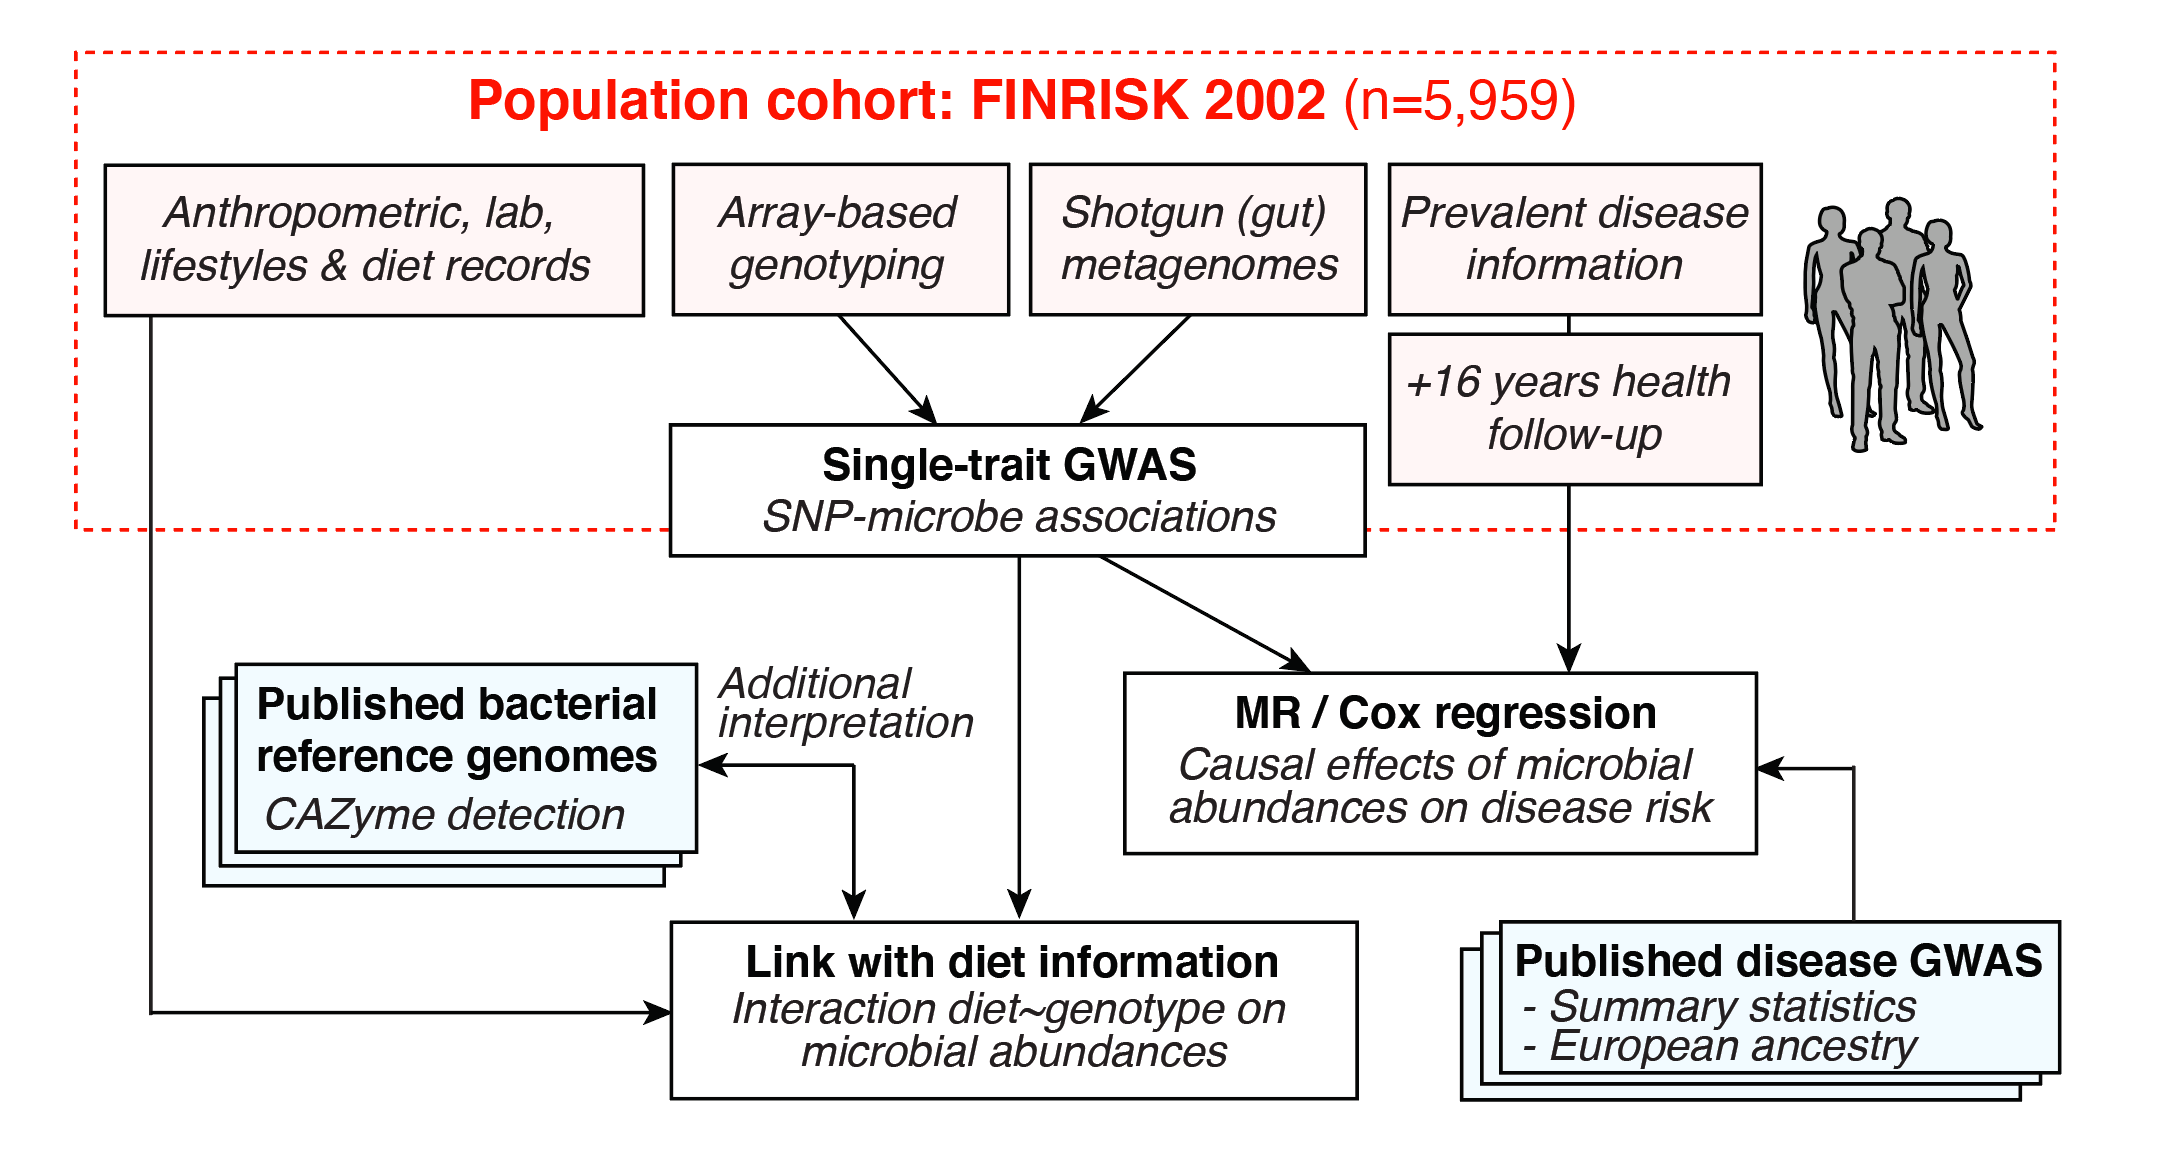 Population cohort: FINRISK 2002 (n=5,959)
Anthropometric, lab,
lifestyles & diet records
Array-based
genotyping
Shotgun (gut)
metagenomes
Prevalent disease
information
+16 years health
follow-up
Single-trait GWAS
SNP-microbe associations
Published bacterial
reference genomes
CAZyme detection
Additional
interpretation
MR / Cox regression
Causal effects of microbial
abundances on disease risk
Link with diet information
Interaction diet~genotype on
microbial abundances
Published disease GWAS
- Summary statistics
- European ancestry